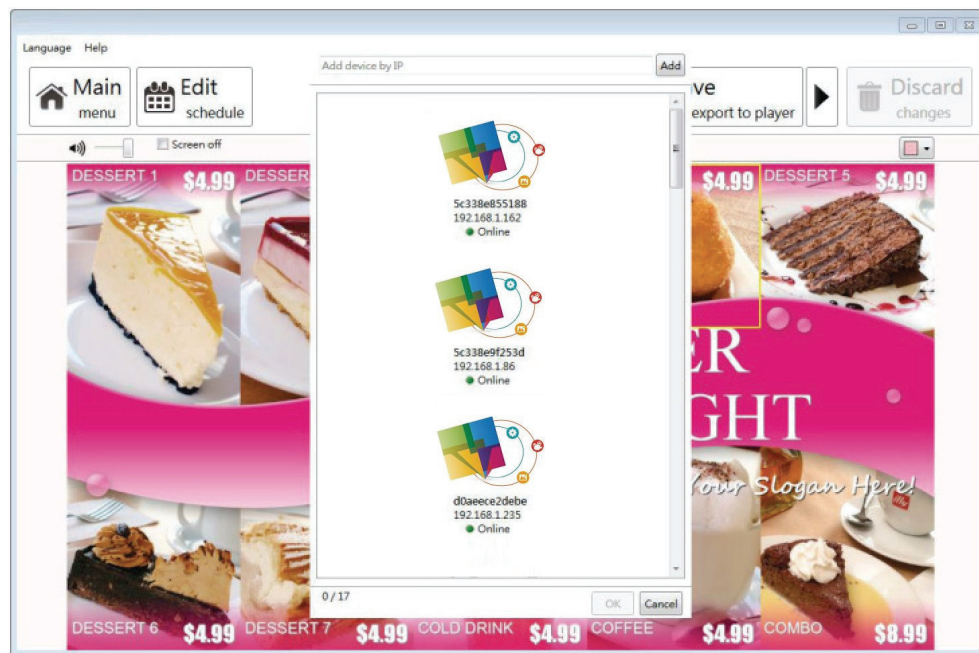 Language Help
Add device by IP
Add
Main
menu
Edit
schedule
export to player
Discard
changes
Screen off
DESSERT 1
$4.99
$4.99
DESSERT 5
$4.99
5c338e855188
192.168.1.162
Online
5c338e9f253d
192.168.1.86
Online
d0aeece2debe
192.168.1.235
Online
ER
GHT
Your Slogan Here!
illy
0 / 17
OK
Cancel
DESSERT 6
$4.99
DESSERT 7
$4.99
COLD DRINK
$4.99
COFFEE
$4.99
COMBO
$8.99